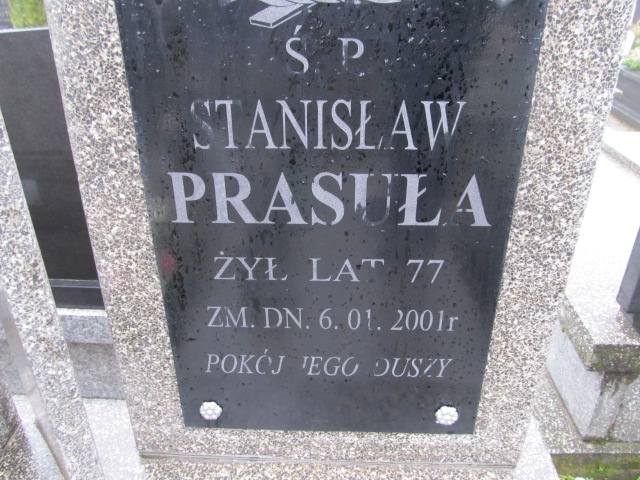 Ś. P.
STANISŁAW
PRASUŁA
ŻYŁ LAT 77
ZM. DN. 6. 01. 2001r
POKÓJ JEGO DUSZY